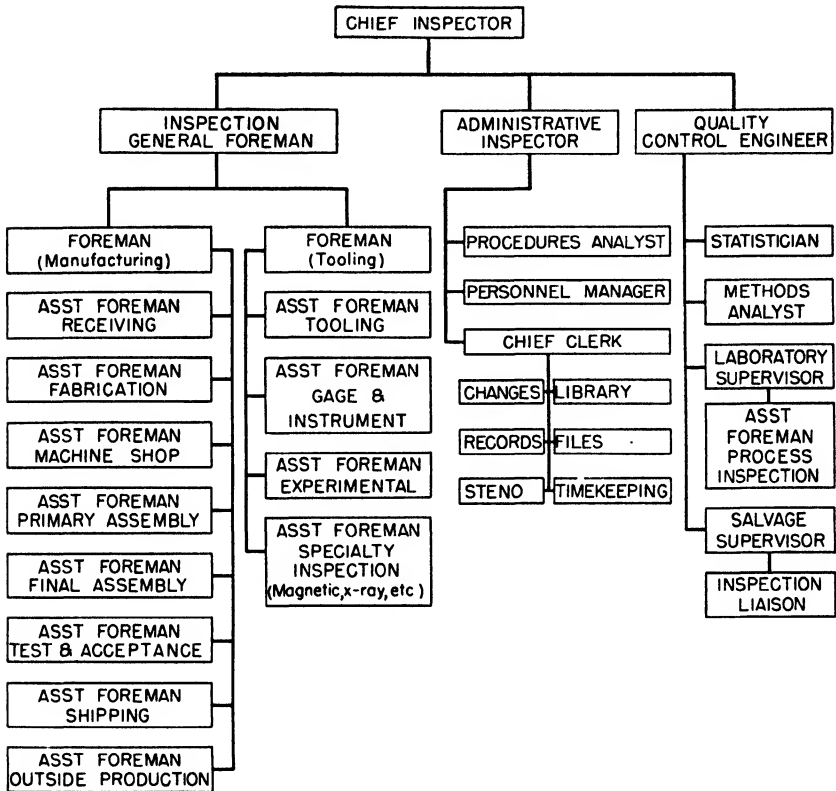 CHIEF INSPECTOR
INSPECTION
GENERAL FOREMAN
ADMINISTRATIVE
INSPECTOR
QUALITY
CONTROL ENGINEER
FOREMAN
(Manufacturing)
ASST FOREMAN
RECEIVING
ASST FOREMAN
FABRICATION
ASST FOREMAN
MACHINE SHOP
ASST FOREMAN
PRIMARY ASSEMBLY
ASST FOREMAN
FINAL ASSEMBLY
ASST FOREMAN
TEST & ACCEPTANCE
ASST FOREMAN
SHIPPING
ASST FOREMAN
OUTSIDE PRODUCTION
FOREMAN
(Tooling)
ASST FOREMAN
TOOLING
ASST FOREMAN
GAGE &
INSTRUMENT
ASST FOREMAN
EXPERIMENTAL
ASST FOREMAN
SPECIALTY
INSPECTION
(Magnetic,x-ray,etc)
PROCEDURES ANALYST
PERSONNEL MANAGER
CHIEF CLERK
CHANGES
LIBRARY
RECORDS
FILES
STENO
TIMEKEEPING
STATISTICIAN
METHODS
ANALYST
LABORATORY
SUPERVISOR
ASST
FOREMAN
PROCESS
INSPECTION
SALVAGE
SUPERVISOR
INSPECTION
LIAISON